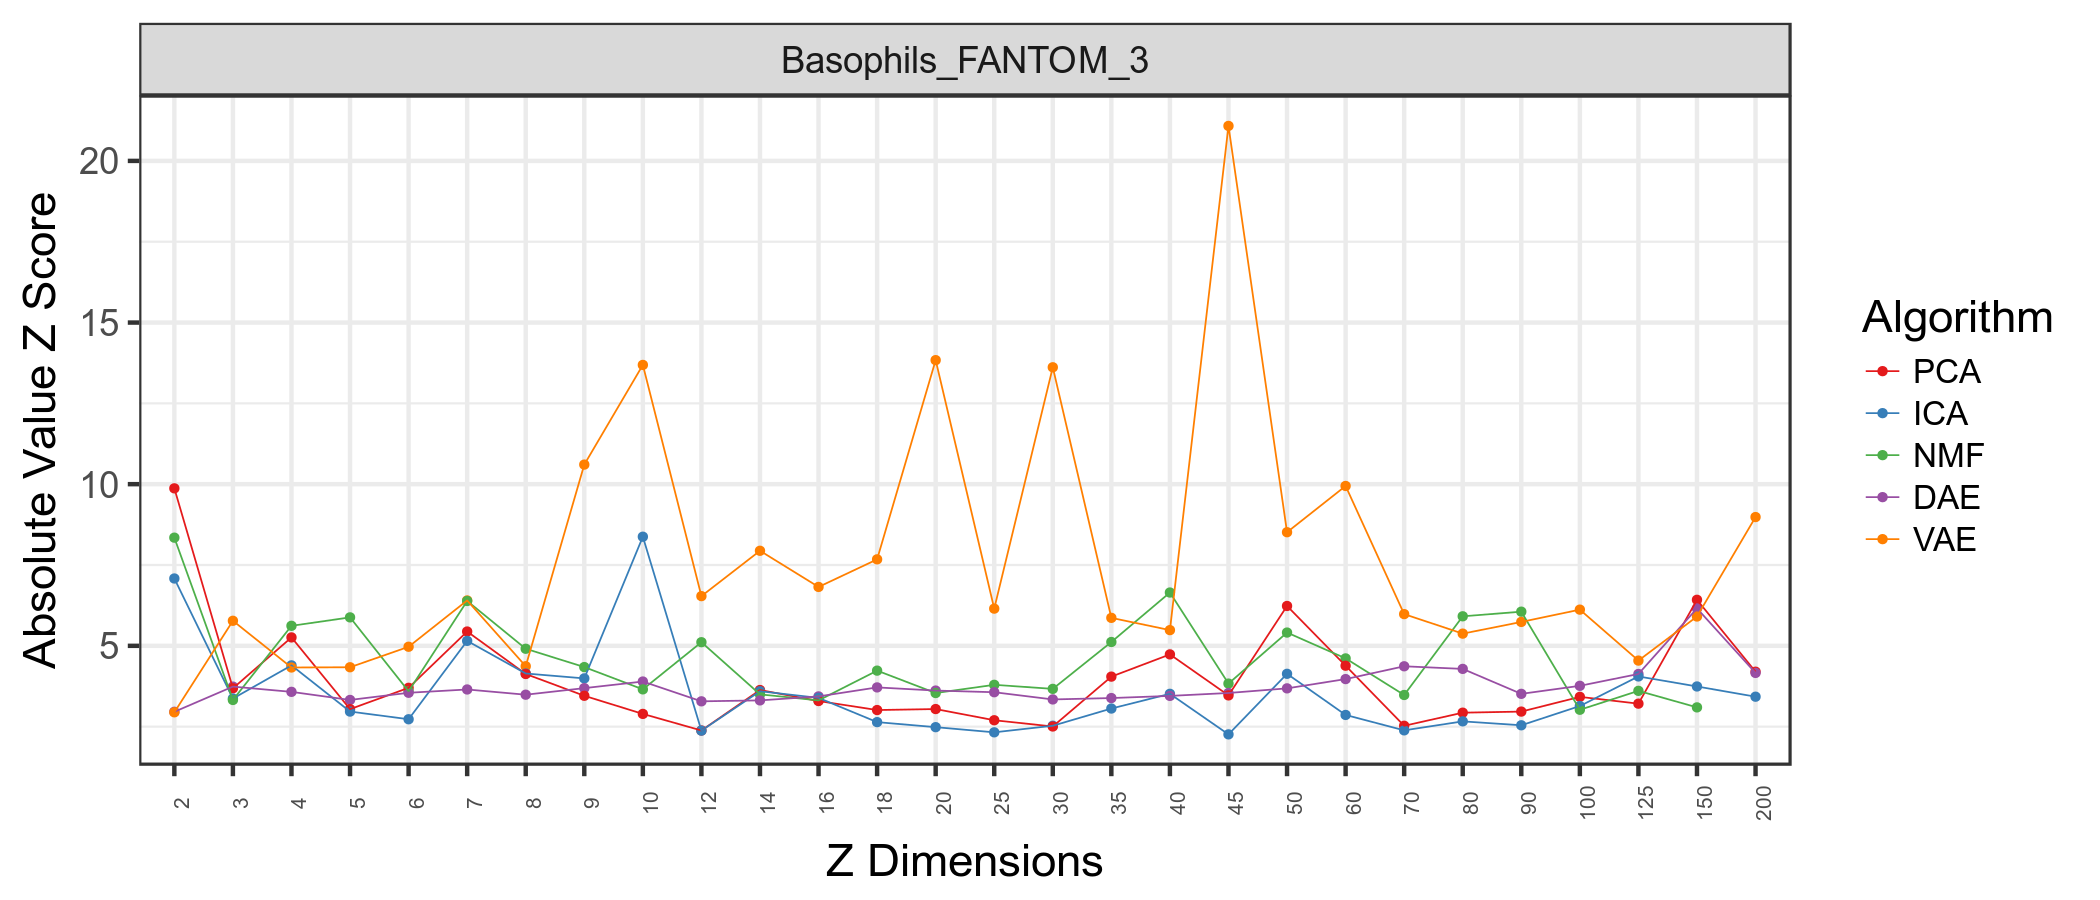 Basophils_FANTOM_3
Absolute Value Z Score
20
15
10
5
2 3 4 5 6 7 8 9 10 12 14 16 18 20 25 30 35 40 45 50 60 70 80 90 100 125 150 200
Z Dimensions
Algorithm
PCA
ICA
NMF
DAE
VAE